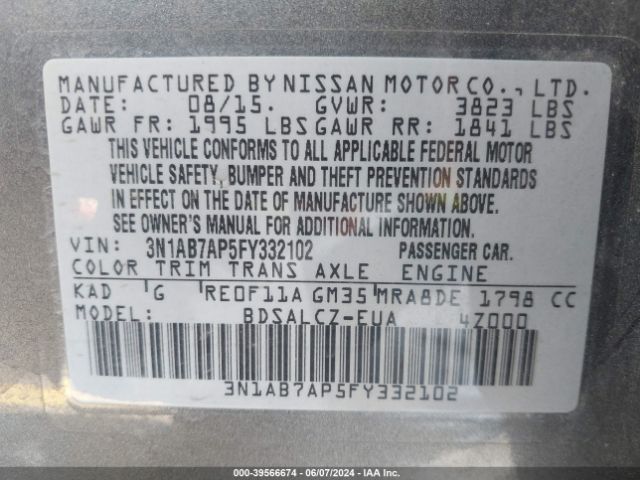 MANUFACTURED BY NISSAN MOTOR CO., LTD.
DATE: 08/15. GVWR: 3823 LBS
GAWR FR: 1995 LBS GAWR RR: 1841 LBS
THIS VEHICLE CONFORMS TO ALL APPLICABLE FEDERAL MOTOR
VEHICLE SAFETY, BUMPER AND THEFT PREVENTION STANDARDS
IN EFFECT ON THE DATE OF MANUFACTURE SHOWN ABOVE.
SEE OWNER'S MANUAL FOR ADDITIONAL INFORMATION.
VIN: 3N1AB7AP5FY332102 PASSENGER CAR.
COLOR TRIM TRANS AXLE ENGINE
KAD G RE0F11A GM35 MRA8DE 1798 CC
MODEL: BDSALCZ-EUA 4Z000
3N1AB7AP5FY332102
000-39566674 | 06/07/2024 | IAA Inc.